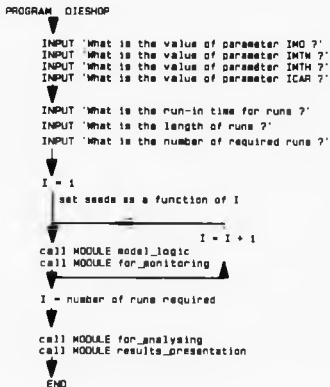 PROGRAM DIESHOP
INPUT 'What is the value of parameter IMO ?'
INPUT 'What is the value of parameter IMTW ?'
INPUT 'What is the value of parameter IMTH ?'
INPUT 'What is the value of parameter ICAR ?'
INPUT 'What is the run-in time for runs ?'
INPUT 'What is the length of runs ?'
INPUT 'What is the number of required runs ?'
I = 1
set seeds as a function of I
I = I + 1
call MODULE model_logic
call MODULE for_monitoring
I = number of runs required
call MODULE for_analysing
call MODULE results_presentation
END